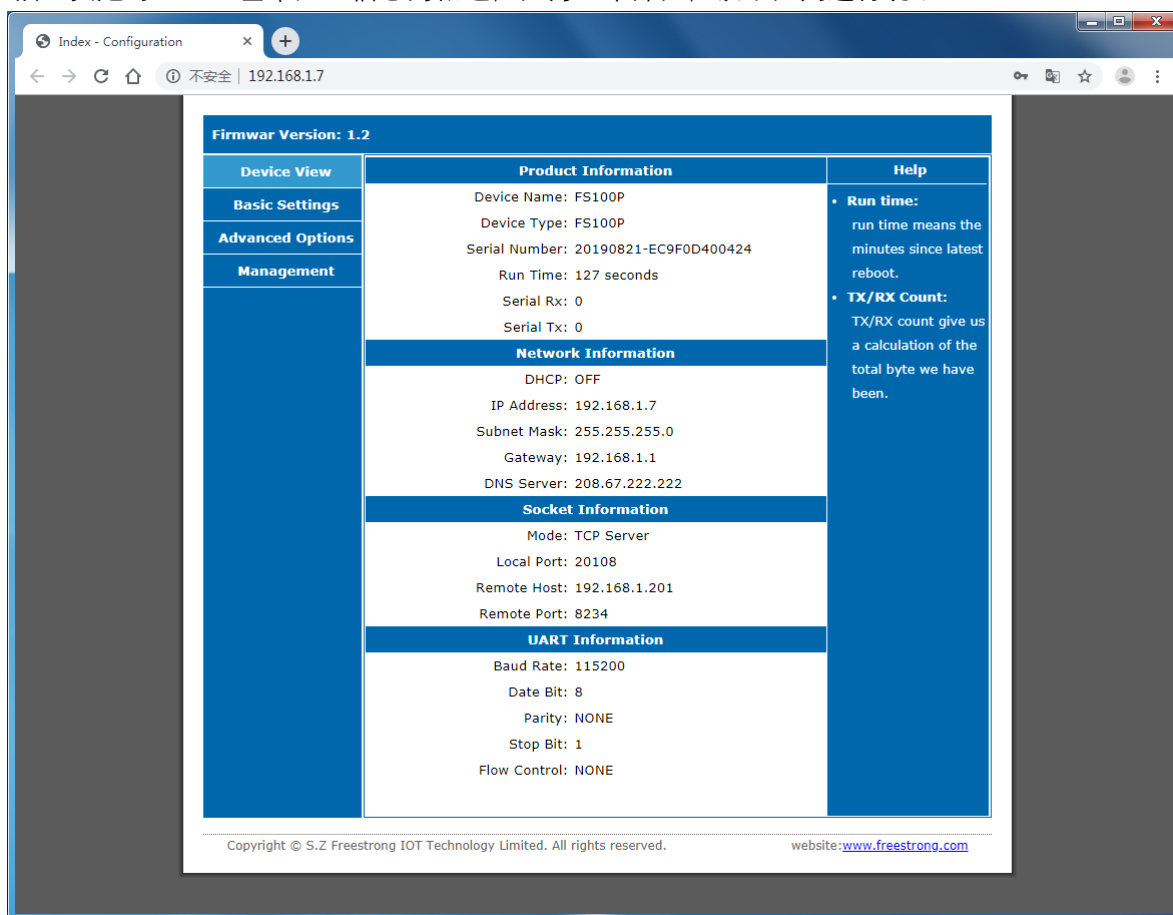 Index - Configuration
不安全 | 192.168.1.7
Firmwar Version: 1.2
Device View
Basic Settings
Advanced Options
Management
Product Information
Device Name: FS100P
Device Type: FS100P
Serial Number: 20190821-EC9F0D400424
Run Time: 127 seconds
Serial Rx: 0
Serial Tx: 0
Network Information
DHCP: OFF
IP Address: 192.168.1.7
Subnet Mask: 255.255.255.0
Gateway: 192.168.1.1
DNS Server: 208.67.222.222
Socket Information
Mode: TCP Server
Local Port: 20108
Remote Host: 192.168.1.201
Remote Port: 8234
UART Information
Baud Rate: 115200
Date Bit: 8
Parity: NONE
Stop Bit: 1
Flow Control: NONE
Help
• Run time:
run time means the
minutes since latest
reboot.
• TX/RX Count:
TX/RX count give us
a calculation of the
total byte we have
been.
Copyright © S.Z Freestrong IOT Technology Limited. All rights reserved.
website:www.freestrong.com